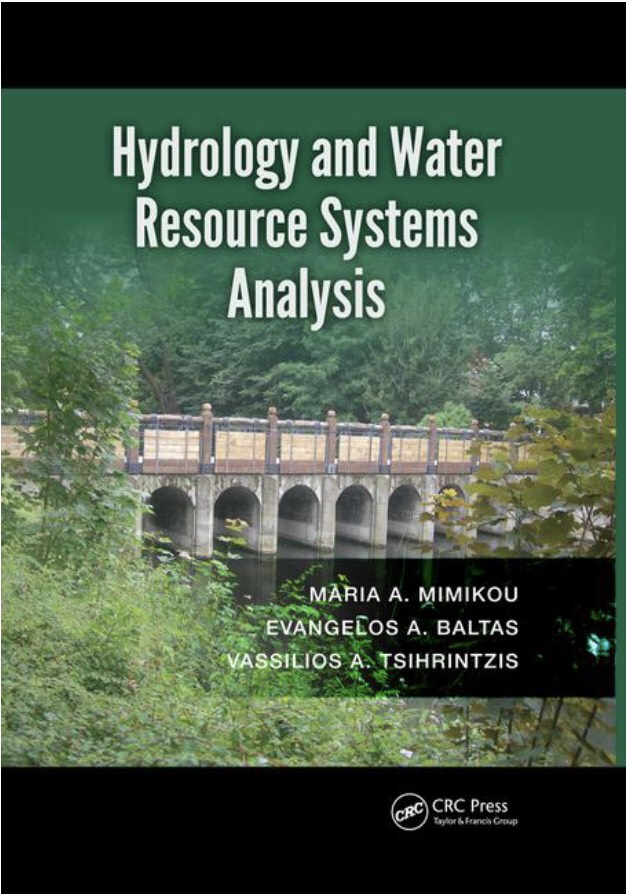 Hydrology and Water
Resource Systems
Analysis
MARIA A. MIMIKOU
EVANGELOS A. BALTAS
VASSILIOS A. TSIHRINTZIS
CRC
CRC Press
Taylor & Francis Group